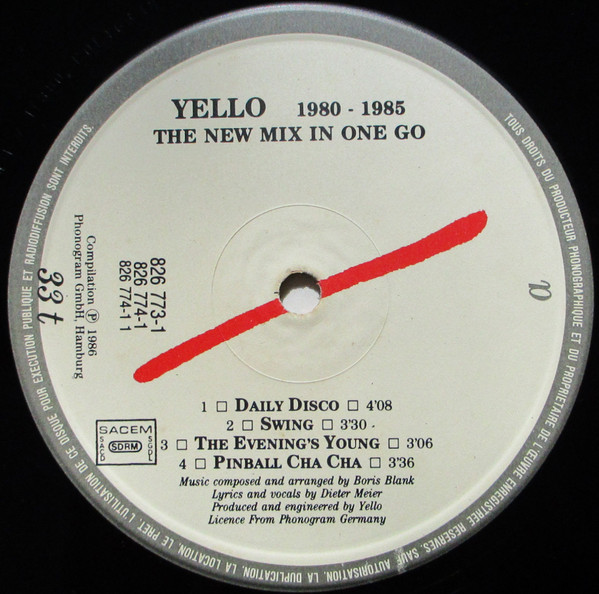 YELLO 1980 - 1985
THE NEW MIX IN ONE GO
Compilation Ⓟ 1986
Phonogram GmbH, Hamburg
826 773-1
826 774-1
826 774-1 1
33 t
1 □ DAILY DISCO □ 4'08
2 □ SWING □ 3'30
3 □ THE EVENING'S YOUNG □ 3'06
4 □ PINBALL CHA CHA □ 3'36
SACEM
SACD SDRM SGDL
Music composed and arranged by Boris Blank
Lyrics and vocals by Dieter Meier
Produced and engineered by Yello
Licence From Phonogram Germany
TOUS DROITS DU PRODUCTEUR PHONOGRAPHIQUE ET DU PROPRIETAIRE DE L'ŒUVRE ENREGISTREE RESERVES. SAUF AUTORISATION, LA DUPLICATION, LA LOCATION, LE PRET, L'UTILISATION DE CE DISQUE POUR EXECUTION PUBLIQUE ET RADIODIFFUSION SONT INTERDITS.